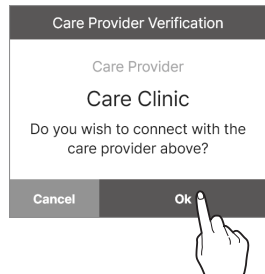 Care Provider Verification
Care Provider
Care Clinic
Do you wish to connect with the
care provider above?
Cancel
Ok